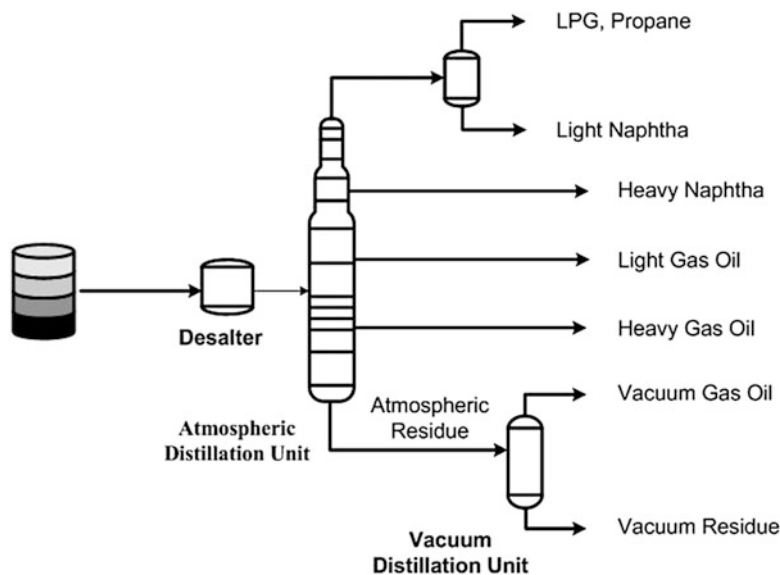 LPG, Propane
Light Naphtha
Heavy Naphtha
Light Gas Oil
Desalter
Heavy Gas Oil
Vacuum Gas Oil
Atmospheric
Residue
Atmospheric
Distillation Unit
Vacuum Residue
Vacuum
Distillation Unit